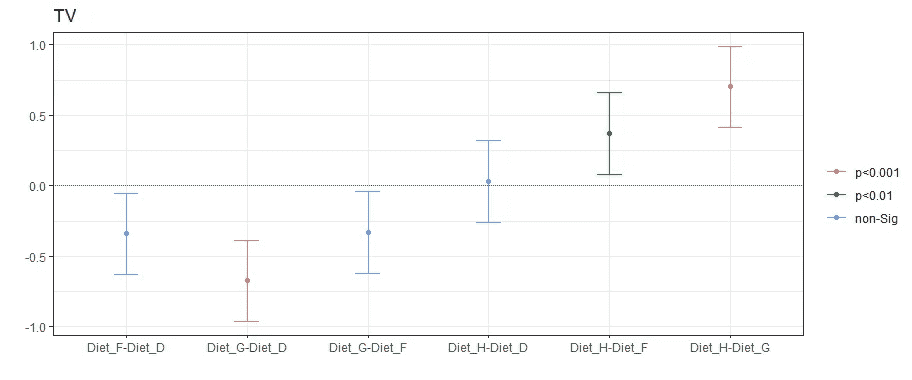 TV
1.0
0.5
0.0
-0.5
-1.0
Diet_F-Diet_D Diet_G-Diet_D Diet_G-Diet_F Diet_H-Diet_D Diet_H-Diet_F Diet_H-Diet_G
p<0.001
p<0.01
non-Sig